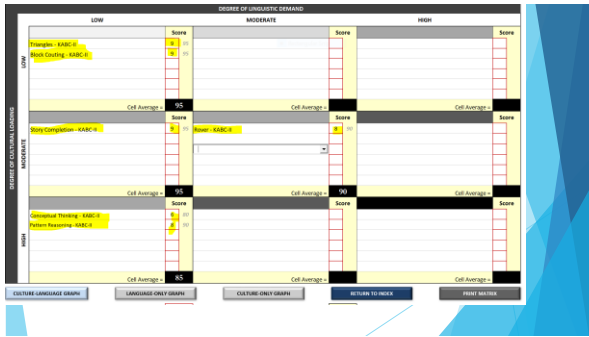 DEGREE OF LINGUISTIC DEMAND
LOW MODERATE HIGH
DEGREE OF CULTURAL LOADING
LOW
Score Score Score
Triangles - KABC-II 9 95
Block Couting - KABC-II 9 95
Cell Average = 95 Cell Average = Cell Average =
MODERATE
Score Score Score
Story Completion - KABC-II 9 95 Rover - KABC-II 8 90
Cell Average = 95 Cell Average = 90 Cell Average =
HIGH
Score Score Score
Conceptual Thinking - KABC-II 6 80
Pattern Reasoning - KABC-II 8 90
Cell Average = 85 Cell Average = Cell Average =
CULTURE-LANGUAGE GRAPH LANGUAGE-ONLY GRAPH CULTURE-ONLY GRAPH RETURN TO INDEX PRINT MATRIX